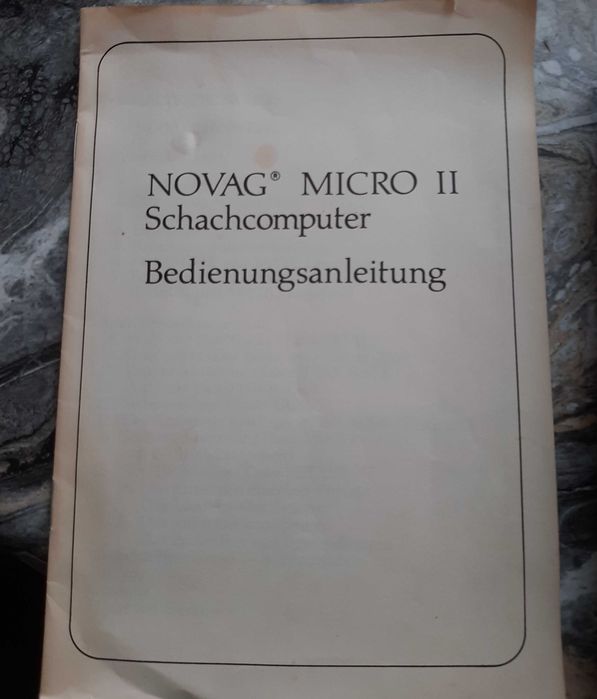 NOVAG® MICRO II
Schachcomputer
Bedienungsanleitung